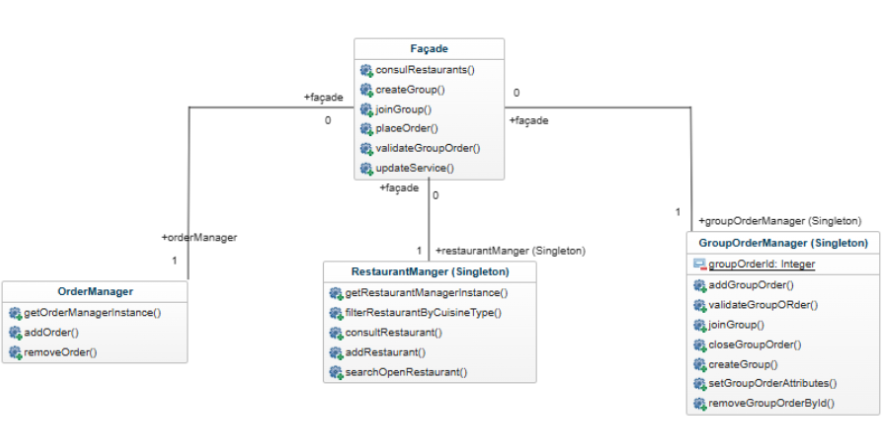 Façade
consulRestaurants()
createGroup()
joinGroup()
placeOrder()
validateGroupOrder()
updateService()
+façade
0
0
+façade
+façade
0
+orderManager
1
1
+restaurantManger (Singleton)
1
+groupOrderManager (Singleton)
OrderManager
getOrderManagerInstance()
addOrder()
removeOrder()
RestaurantManger (Singleton)
getRestaurantManagerInstance()
filterRestaurantByCuisineType()
consultRestaurant()
addRestaurant()
searchOpenRestaurant()
GroupOrderManager (Singleton)
groupOrderId: Integer
addGroupOrder()
validateGroupORder()
joinGroup()
closeGroupOrder()
createGroup()
setGroupOrderAttributes()
removeGroupOrderById()